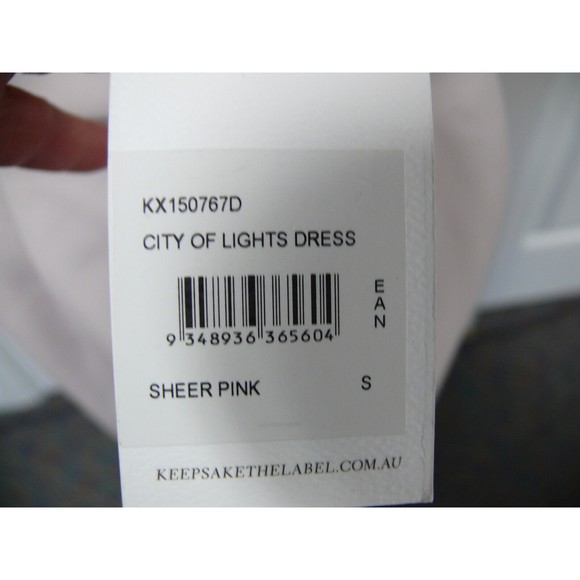 KX150767D
CITY OF LIGHTS DRESS
EAN
9 348936 365604
SHEER PINK S
KEEPSAKETHELABEL.COM.AU